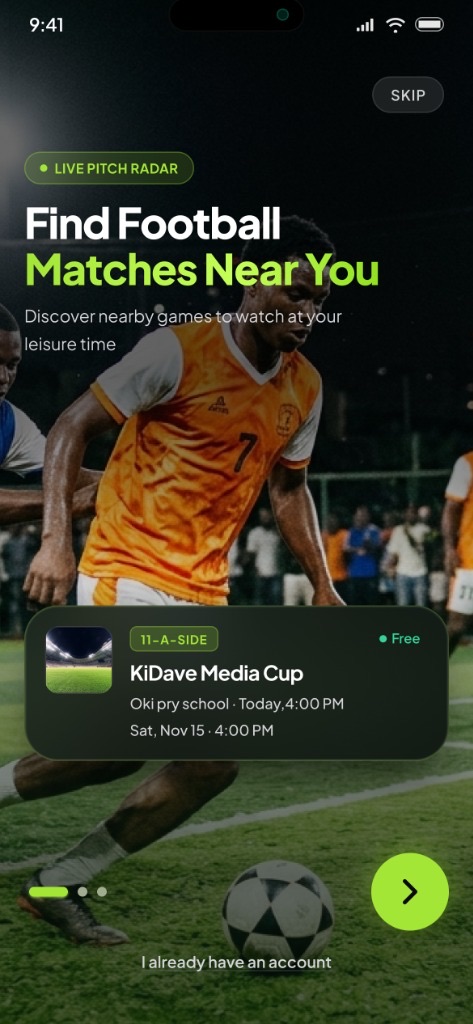 9:41
SKIP
LIVE PITCH RADAR
Find Football
Matches Near You
Discover nearby games to watch at your
leisure time
7
11-A-SIDE
Free
KiDave Media Cup
Oki pry school · Today,4:00 PM
Sat, Nov 15 · 4:00 PM
I already have an account